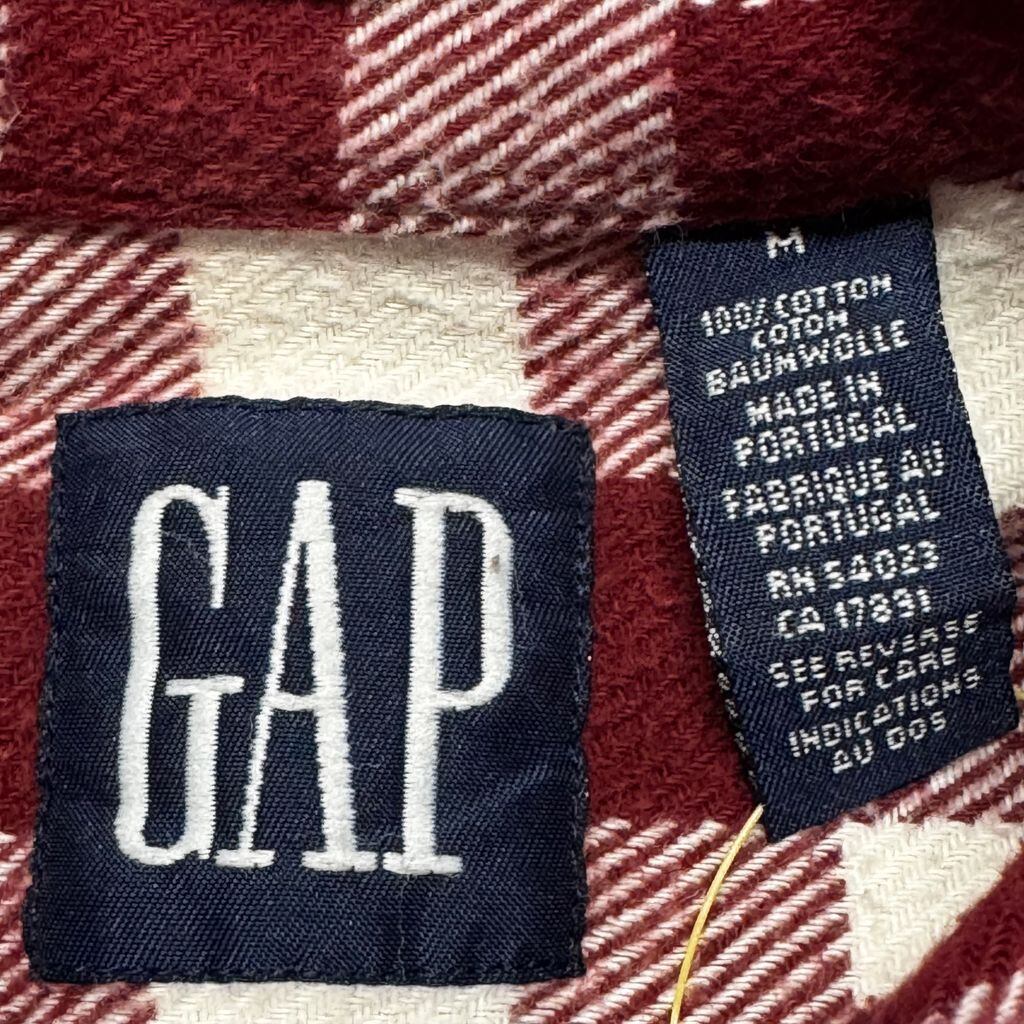 GAP
M
100% COTTON
COTON
BAUMWOLLE
MADE IN
PORTUGAL
FABRIQUE AU
PORTUGAL
RN 54023
CA 17891
SEE REVERSE
FOR CARE
INDICATIONS
AU DOS